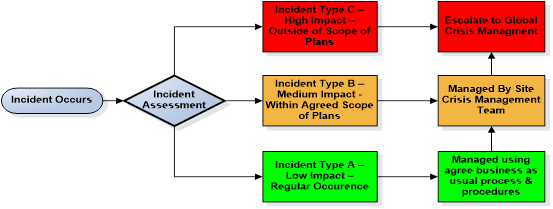 Incident Occurs
Incident
Assessment
Incident Type C –
High Impact –
Outside of Scope of
Plans
Escalate to Global
Crisis Managment
Incident Type B –
Medium Impact -
Within Agreed Scope
of Plans
Managed By Site
Crisis Management
Team
Incident Type A –
Low Impact –
Regular Occurence
Managed using
agree business as
usual process &
procedures